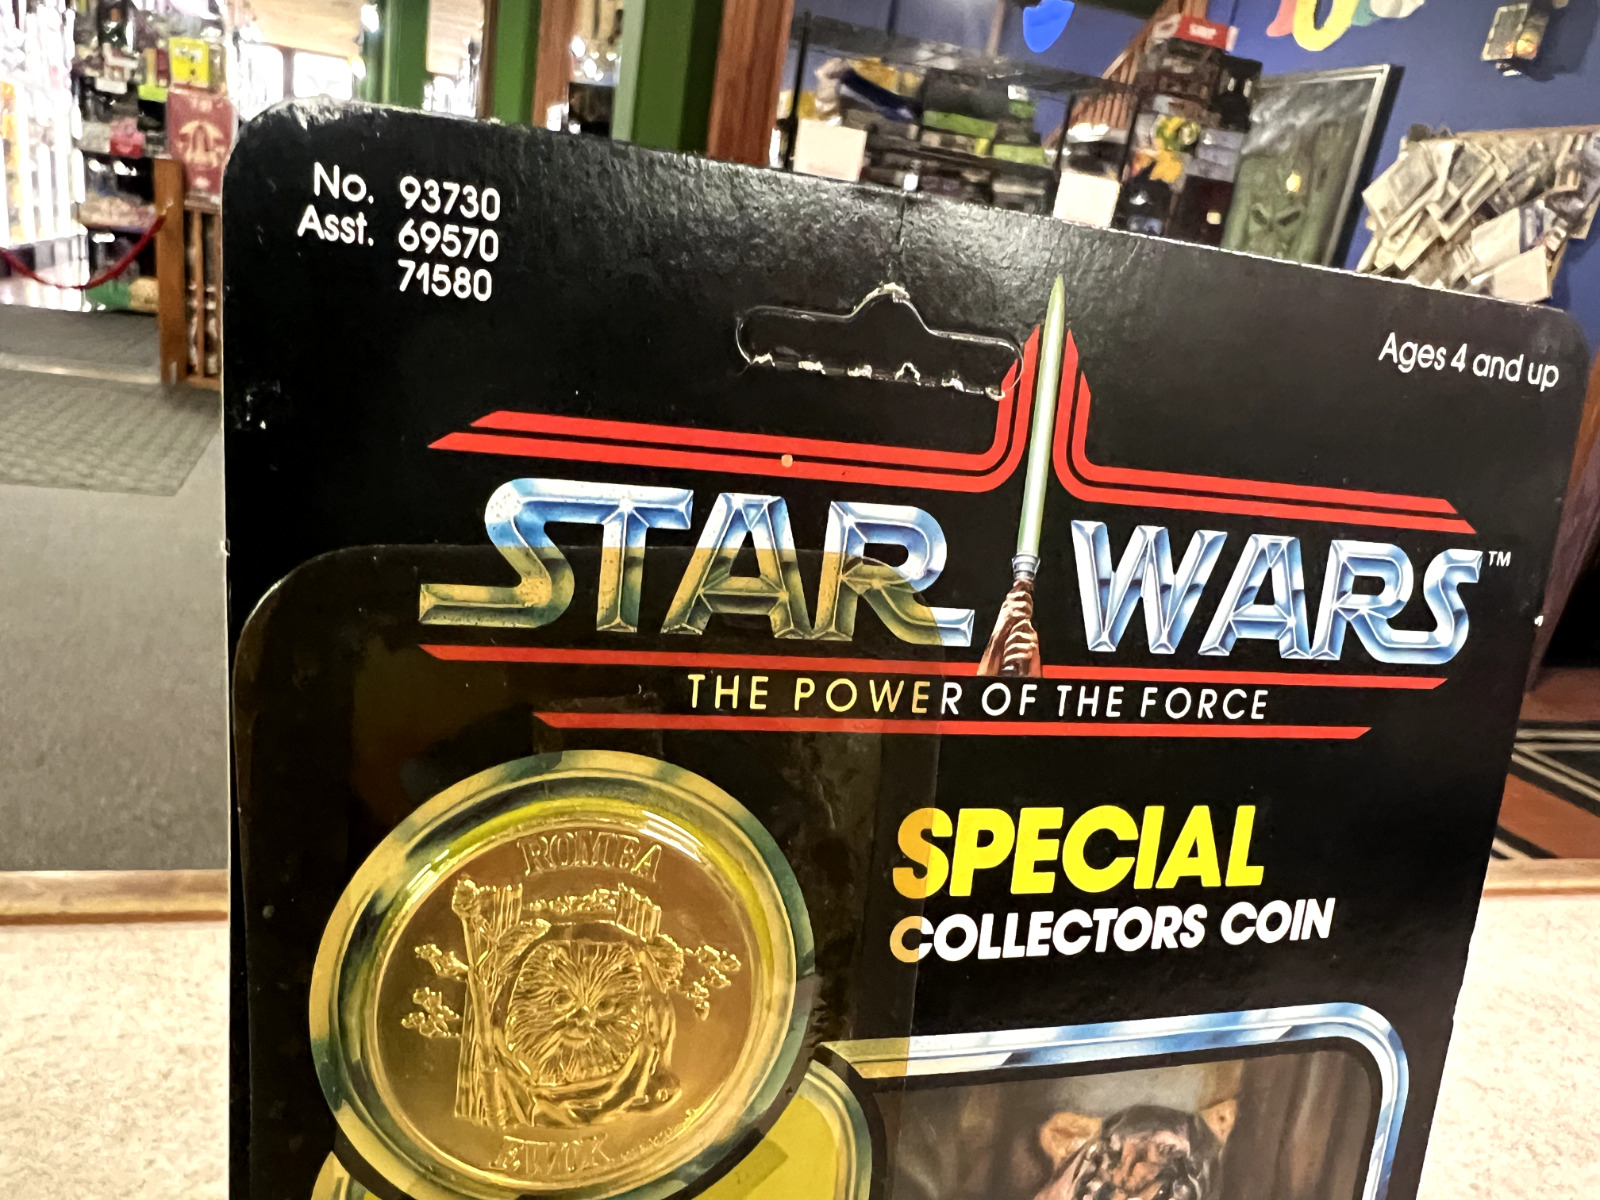 No. 93730
Asst. 69570
71580
Ages 4 and up
STAR WARS™
THE POWER OF THE FORCE
SPECIAL
COLLECTORS COIN
ROMBA
EWOK